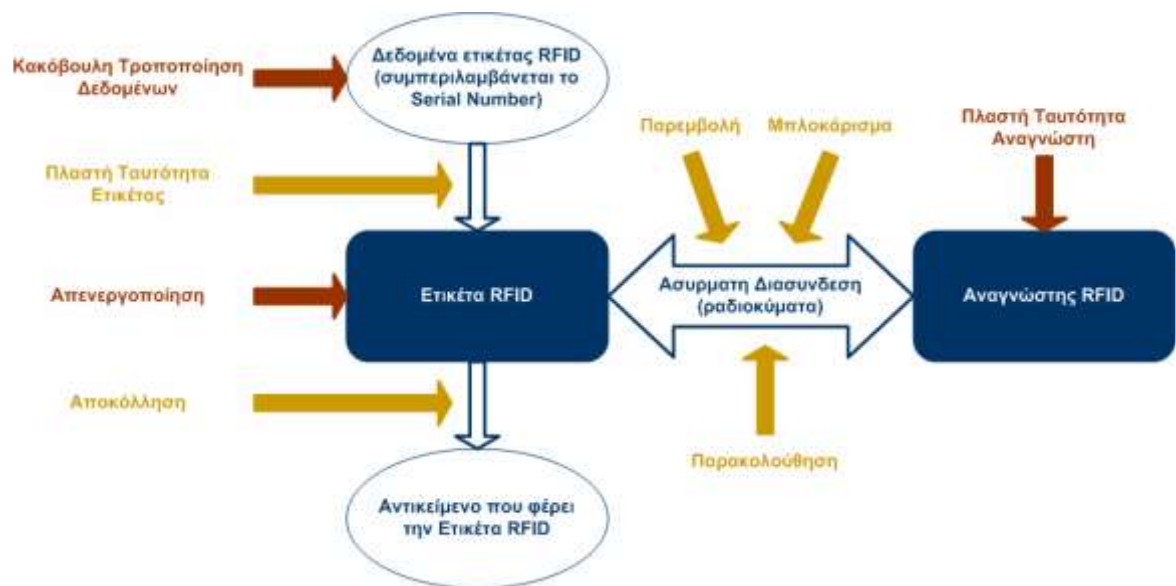 Κακόβουλη Τροποποίηση
Δεδομένων
Δεδομένα ετικέτας RFID
(συμπεριλαμβάνεται το
Serial Number)
Παρεμβολή
Μπλοκάρισμα
Πλαστή Ταυτότητα
Αναγνώστη
Πλαστή Ταυτότητα
Ετικέτας
Απενεργοποίηση
Ετικέτα RFID
Ασυρματη Διασυνδεση
(ραδιοκύματα)
Αναγνώστης RFID
Αποκόλληση
Παρακολούθηση
Αντικείμενο που φέρει
την Ετικέτα RFID